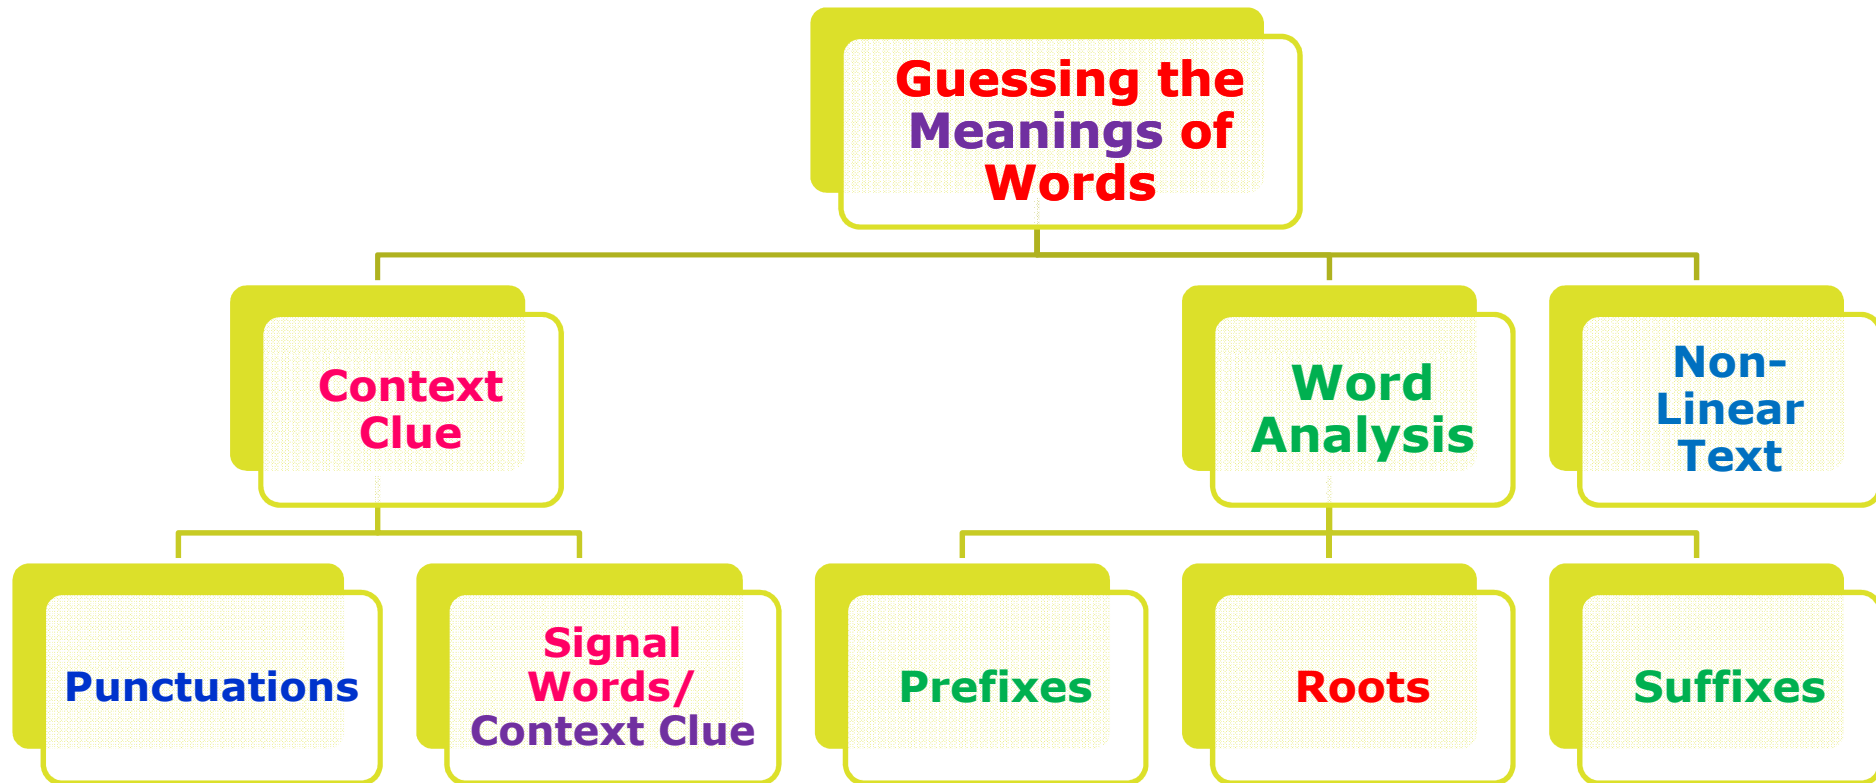 Guessing the
Meanings of
Words
Context
Clue
Word
Analysis
Non-
Linear
Text
Punctuations
Signal
Words/
Context Clue
Prefixes
Roots
Suffixes